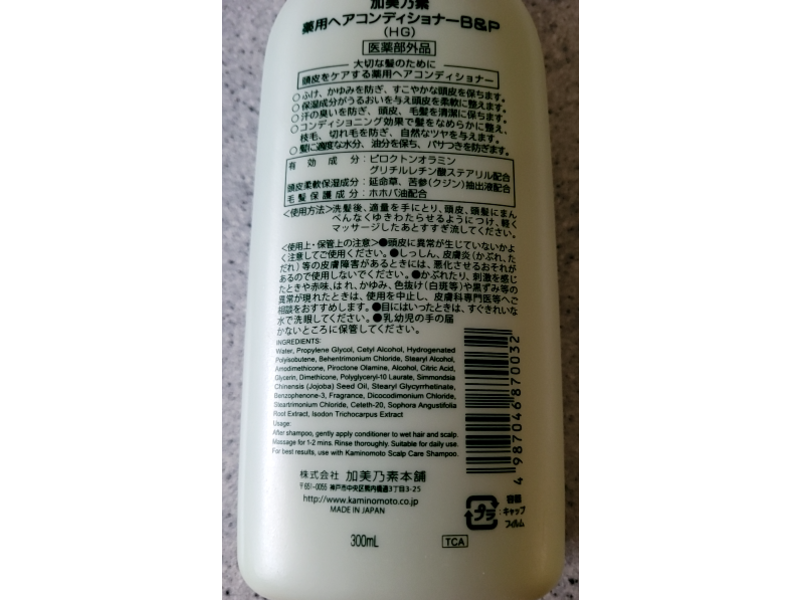 加美乃素
薬用ヘアコンディショナーB&P
(HG)
医薬部外品
大切な髪のために
頭皮をケアする薬用ヘアコンディショナー
○ふけ、かゆみを防ぎ、すこやかな頭皮を保ちます。
○保湿成分がうるおいを与え頭皮を柔軟に整えます。
○汗の臭いを防ぎ、頭皮、毛髪を清潔に保ちます。
○コンディショニング効果で髪をなめらかに整え、
枝毛、切れ毛を防ぎ、自然なツヤを与えます。
○髪に適度な水分、油分を保ち、パサつきを防ぎます。
有効成分：ピロクトンオラミン
グリチルレチン酸ステアリル配合
頭皮柔軟保湿成分：延命草、苦参(クジン)抽出液配合
毛髪保護成分：ホホバ油配合
<使用方法>洗髪後、適量を手にとり、頭皮、頭髪にまん
べんなくゆきわたらせるようにつけ、軽く
マッサージしたあとすすぎ流してください。
<使用上・保管上の注意>●頭皮に異常が生じていないかよ
く注意してご使用ください。●しっしん、皮膚炎(かぶれ、た
だれ)等の皮膚障害があるときには、悪化させるおそれが
あるので使用しないでください。●かぶれたり、刺激を感じ
たときや赤味、はれ、かゆみ、色抜け(白斑等)や黒ずみ等の
異常が現れたときは、使用を中止し、皮膚科専門医等へご
相談をおすすめします。●目にはいったときは、すぐきれいな
水で洗眼してください。●乳幼児の手の届
かないところに保管してください。
INGREDIENTS:
Water, Propylene Glycol, Cetyl Alcohol, Hydrogenated
Polyisobutene, Behentrimonium Chloride, Stearyl Alcohol,
Amodimethicone, Piroctone Olamine, Alcohol, Citric Acid,
Glycerin, Dimethicone, Polyglyceryl-10 Laurate, Simmondsia
Chinensis (Jojoba) Seed Oil, Stearyl Glycyrrhetinate,
Benzophenone-3, Fragrance, Dicocodimonium Chloride,
Steartrimonium Chloride, Ceteth-20, Sophora Angustifolia
Root Extract, Isodon Trichocarpus Extract
Usage:
After shampoo, gently apply conditioner to wet hair and scalp.
Massage for 1-2 mins. Rinse thoroughly. Suitable for daily use.
For best results, use with Kaminomoto Scalp Care Shampoo.
4 987046 870032
株式会社 加美乃素本舗
〒651-0056 神戸市中央区熊内橋通3丁目3-25
http://www.kaminomoto.co.jp
MADE IN JAPAN
プラ
容器
：キャップ
フィルム
300mL
TCA